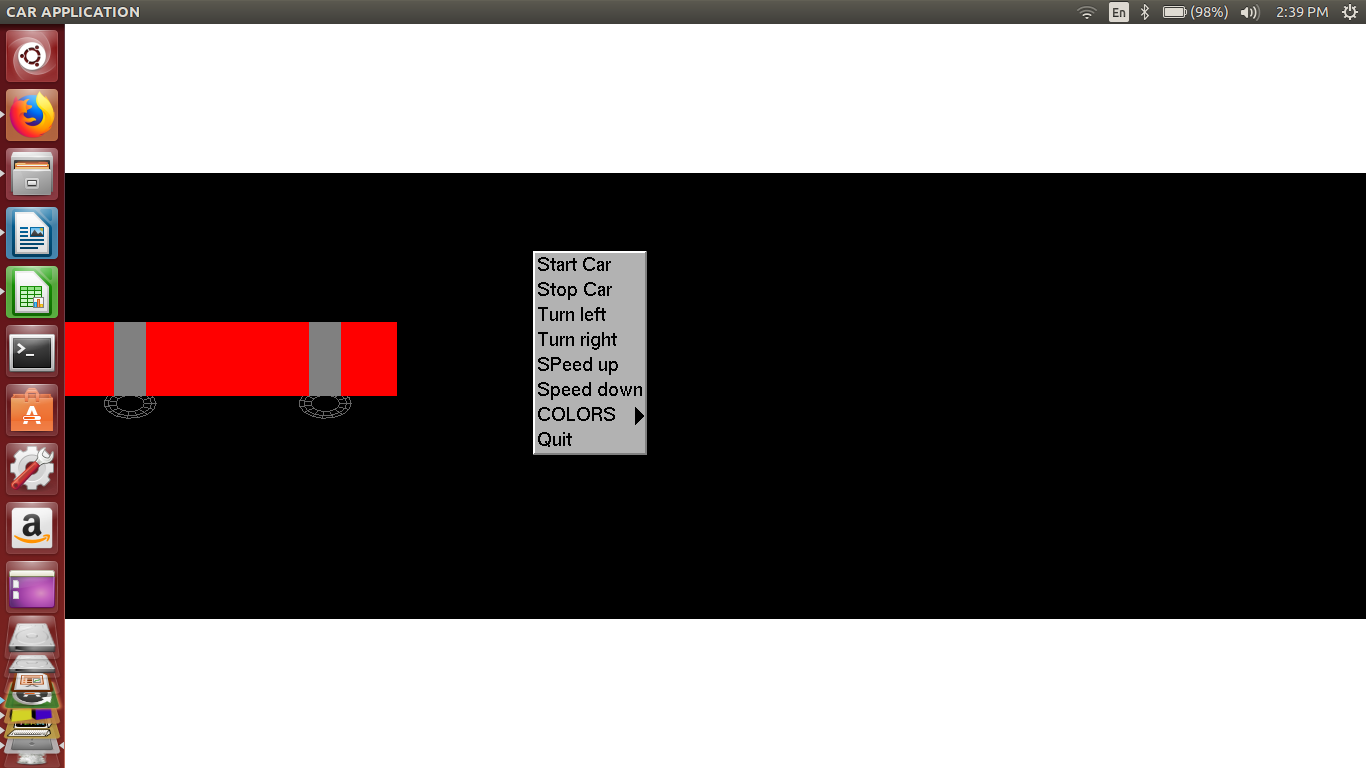 CAR APPLICATION
En
(98%)
2:39 PM
Start Car
Stop Car
Turn left
Turn right
SPeed up
Speed down
COLORS
Quit